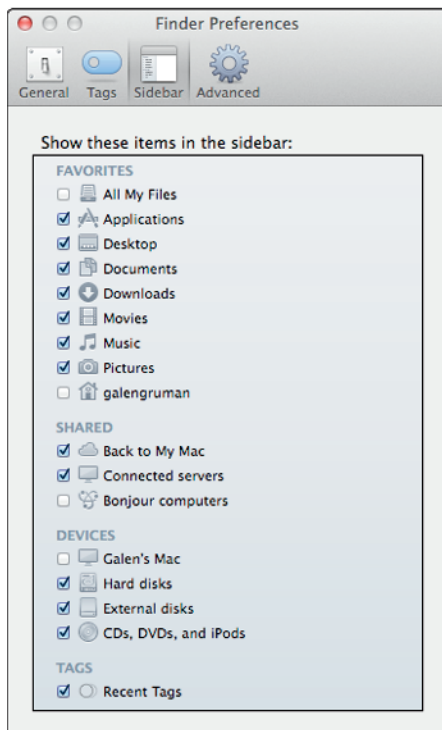 Finder Preferences
General Tags Sidebar Advanced
Show these items in the sidebar:
FAVORITES
All My Files
Applications
Desktop
Documents
Downloads
Movies
Music
Pictures
galengruman
SHARED
Back to My Mac
Connected servers
Bonjour computers
DEVICES
Galen's Mac
Hard disks
External disks
CDs, DVDs, and iPods
TAGS
Recent Tags